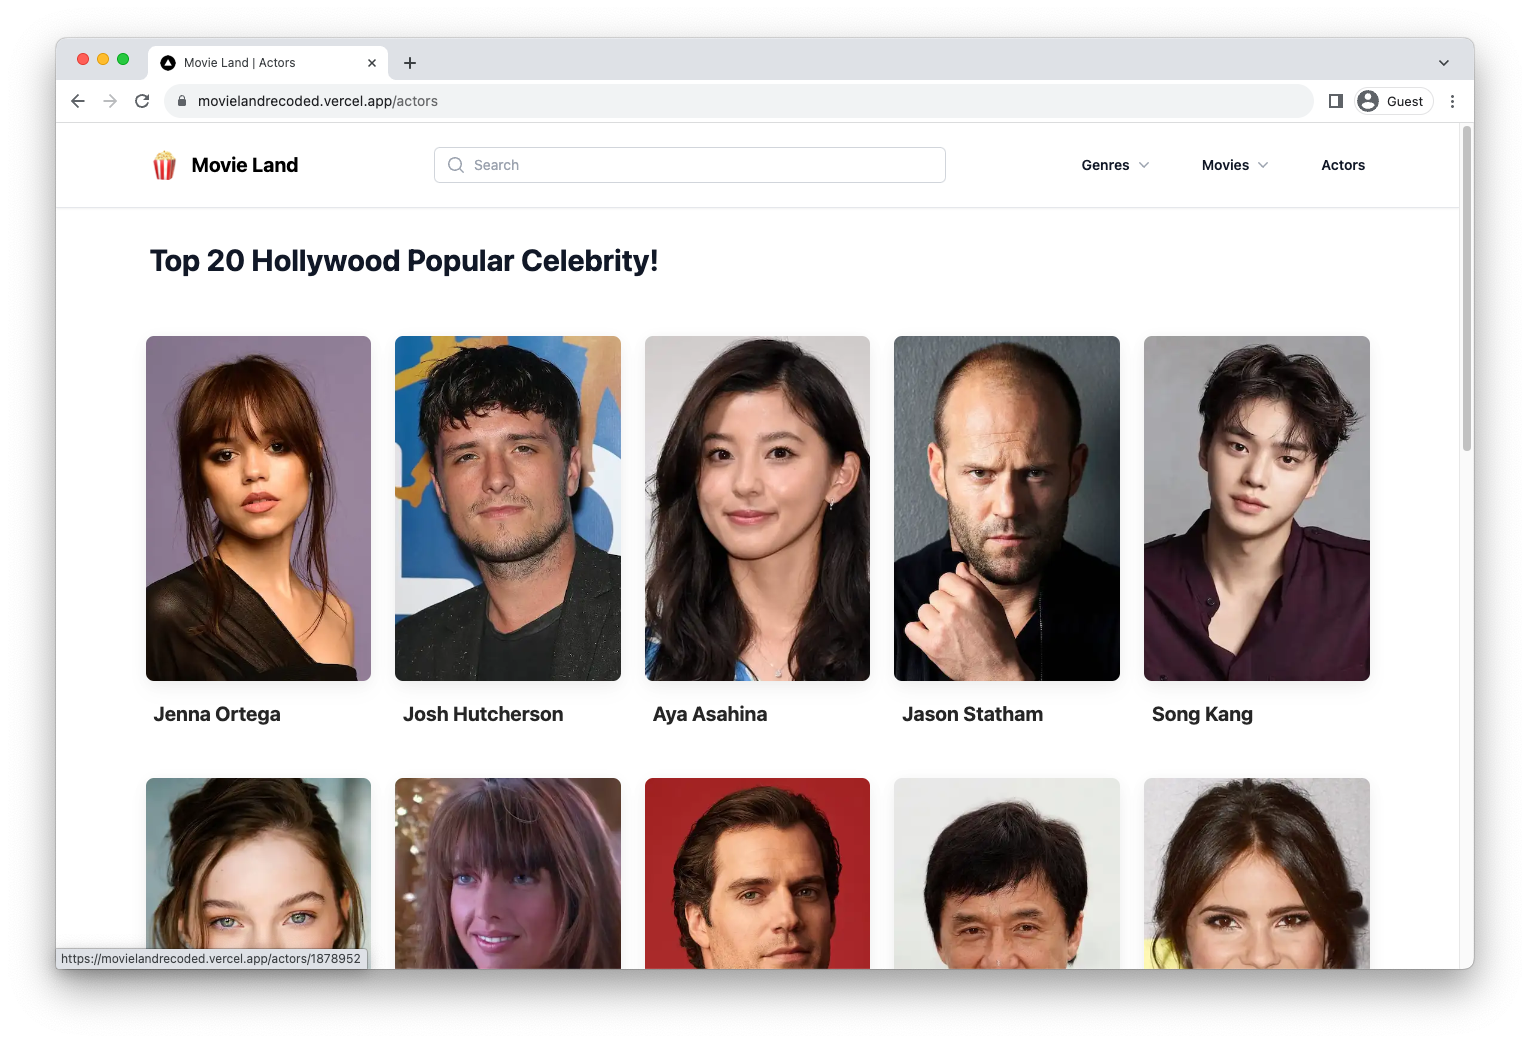 Movie Land | Actors
movielandrecoded.vercel.app/actors
Guest
Movie Land
Search
Genres
Movies
Actors
Top 20 Hollywood Popular Celebrity!
Jenna Ortega
Josh Hutcherson
Aya Asahina
Jason Statham
Song Kang
https://movielandrecoded.vercel.app/actors/1878952